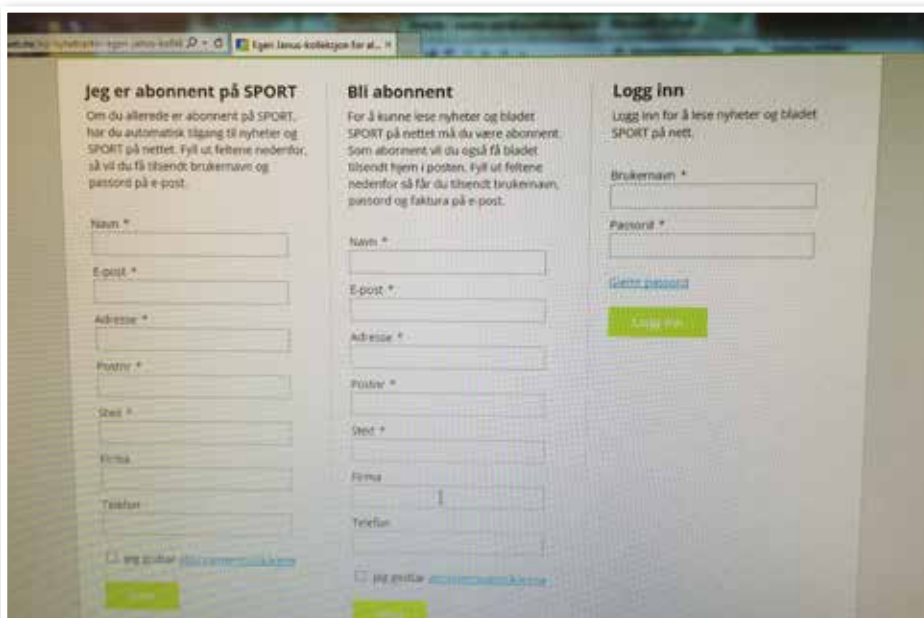 Egen Janus-kolleksjon for al...
Jeg er abonnent på SPORT
Om du allerede er abonnent på SPORT,
har du automatisk tilgang til nyheter og
SPORT på nettet. Fyll ut feltene nedenfor,
så vil du få tilsendt brukernavn og
passord på e-post.
Navn *
E-post *
Adresse *
Postnr *
Sted *
Firma
Telefon
Jeg godtar
Bli abonnent
For å kunne lese nyheter og bladet
SPORT på nettet må du være abonnent.
Som abonnent vil du også få bladet
tilsendt hjem i posten. Fyll ut feltene
nedenfor så får du tilsendt brukernavn,
passord og faktura på e-post.
Navn *
E-post *
Adresse *
Postnr *
Sted *
Firma
Telefon
Jeg godtar
Logg inn
Logg inn for å lese nyheter og bladet
SPORT på nett.
Brukernavn *
Passord *
Glemt passord
Logg inn